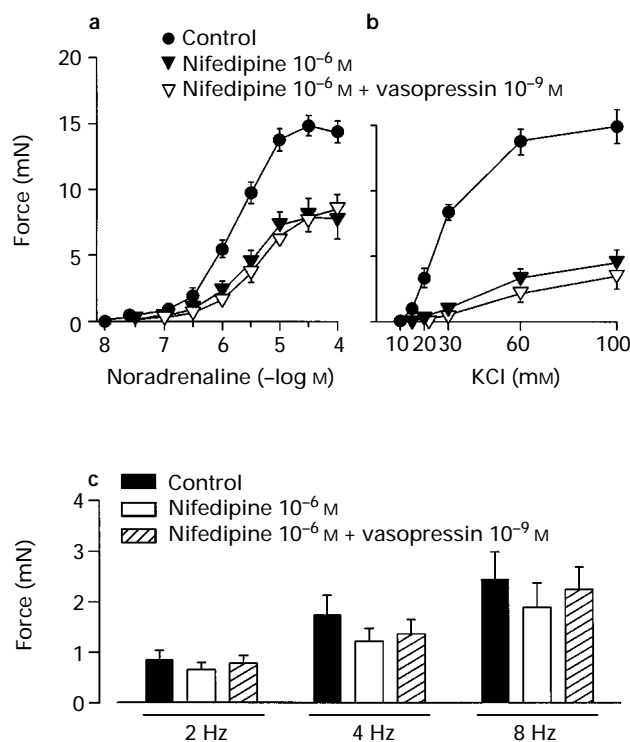 a
b
Control
Nifedipine 10⁻⁶ M
Nifedipine 10⁻⁶ M + vasopressin 10⁻⁹ M
Force (mN)
20
15
10
5
0
8 7 6 5 4
Noradrenaline (–log M)
10 20 30 60 100
KCl (mM)
c
Control
Nifedipine 10⁻⁶ M
Nifedipine 10⁻⁶ M + vasopressin 10⁻⁹ M
Force (mN)
4
3
2
1
0
2 Hz 4 Hz 8 Hz